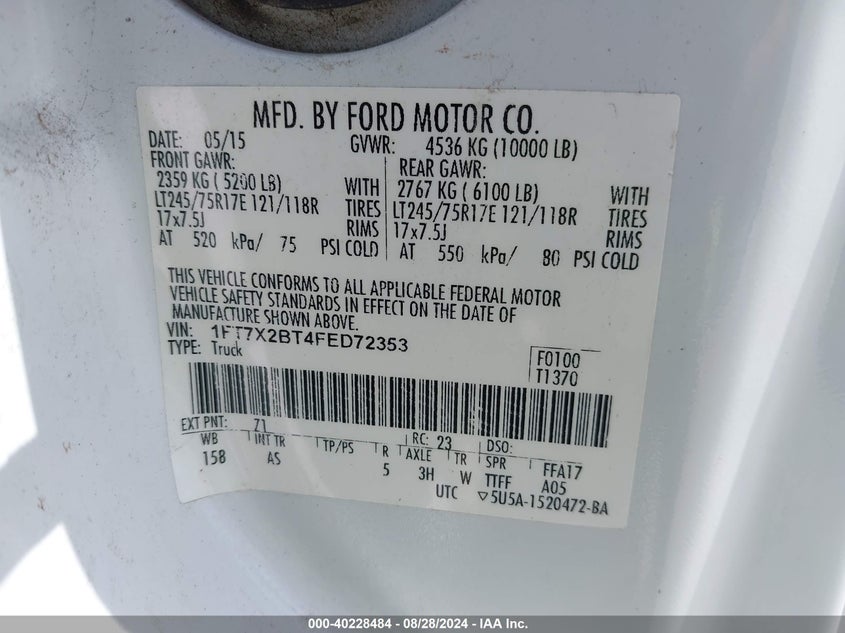 MFD. BY FORD MOTOR CO.
DATE: 05/15 GVWR: 4536 KG (10000 LB)
FRONT GAWR: REAR GAWR:
2359 KG ( 5200 LB) WITH 2767 KG ( 6100 LB) WITH
LT245/75R17E 121/118R TIRES LT245/75R17E 121/118R TIRES
17x7.5J RIMS 17x7.5J RIMS
AT 520 kPa/ 75 PSI COLD AT 550 kPa/ 80 PSI COLD
THIS VEHICLE CONFORMS TO ALL APPLICABLE FEDERAL MOTOR
VEHICLE SAFETY STANDARDS IN EFFECT ON THE DATE OF
MANUFACTURE SHOWN ABOVE.
VIN: 1FT7X2BT4FED72353
TYPE: Truck F0100
T1370
EXT PNT: Z1 RC: 23 DSO:
WB INT TR TP/PS R AXLE TR SPR FFA17
158 AS 5 3H W TTFF A05
UTC ▽5U5A-1520472-BA
000-40228484 - 08/28/2024 - IAA Inc.